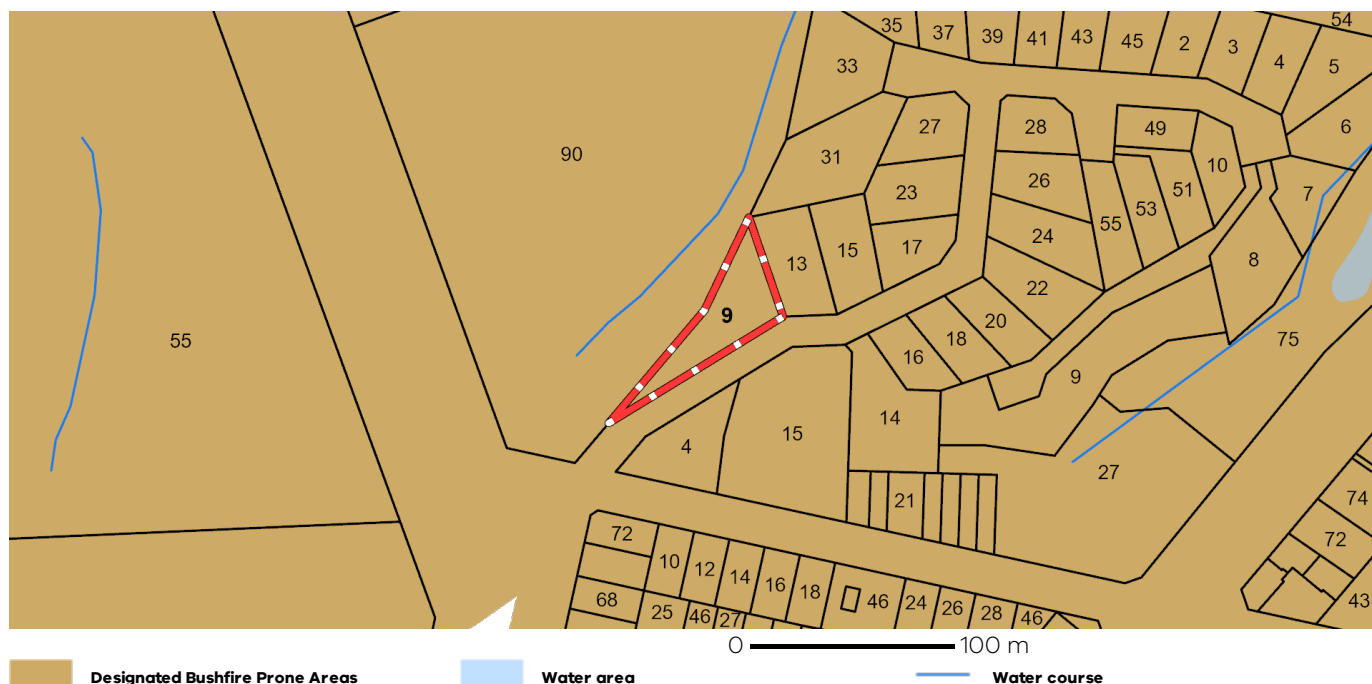 54
35 37 39 41 43 45 2 3 4 5
33
27 28 49 6
90 31 10
26 51 7
23 53
55 24
17 15 13 8
22
9 20
55 18 75
16 9
14
15
4 27
21 74
72 72
10 12 14 16 18
68 46 24 26 28 43
25 46 27 46
0 100 m
Designated Bushfire Prone Areas Water area Water course